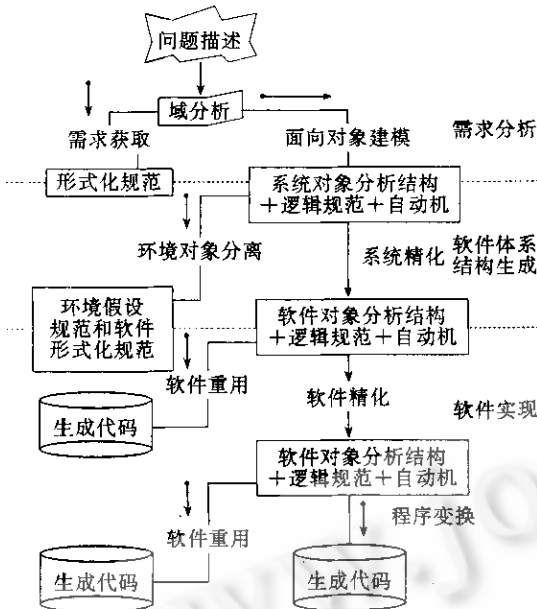 问题描述
域分析
需求获取
面向对象建模
需求分析
形式化规范
系统对象分析结构
+逻辑规范+自动机
环境对象分离
系统精化
软件体系
结构生成
环境假设
规范和软件
形式化规范
软件对象分析结构
+逻辑规范+自动机
软件重用
软件精化
软件实现
生成代码
软件对象分析结构
+逻辑规范+自动机
软件重用
程序变换
生成代码
生成代码